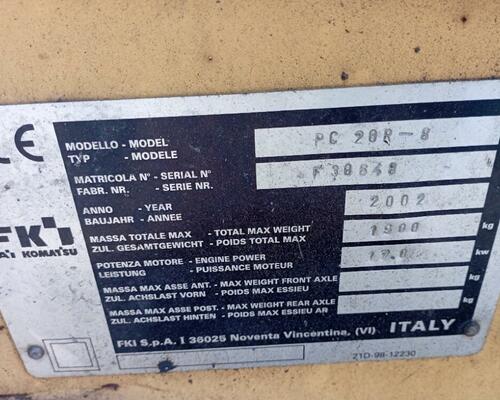 CE
MODELLO - MODEL
TYP - MODELE
PC 20R-8
MATRICOLA N° - SERIAL N°
FABR. NR. - SERIE NR.
ANNO - YEAR
BAUJAHR - ANNEE
2002
FKI
FAI KOMATSU
MASSA TOTALE MAX - TOTAL MAX WEIGHT
ZUL. GESAMTGEWICHT - POIDS TOTAL MAX
1900 kg
POTENZA MOTORE - ENGINE POWER
LEISTUNG - PUISSANCE MOTEUR
kw
MASSA MAX ASSE ANT. - MAX WEIGHT FRONT AXLE
ZUL. ACHSLAST VORN - POIDS MAX ESSIEU
kg
MASSA MAX ASSE POST. - MAX WEIGHT REAR AXLE
ZUL. ACHSLAST HINTEN - POIDS MAX ESSIEU AR
kg
FKI S.p.A. I 36025 Noventa Vincentina, (VI) ITALY
21D-98-12230